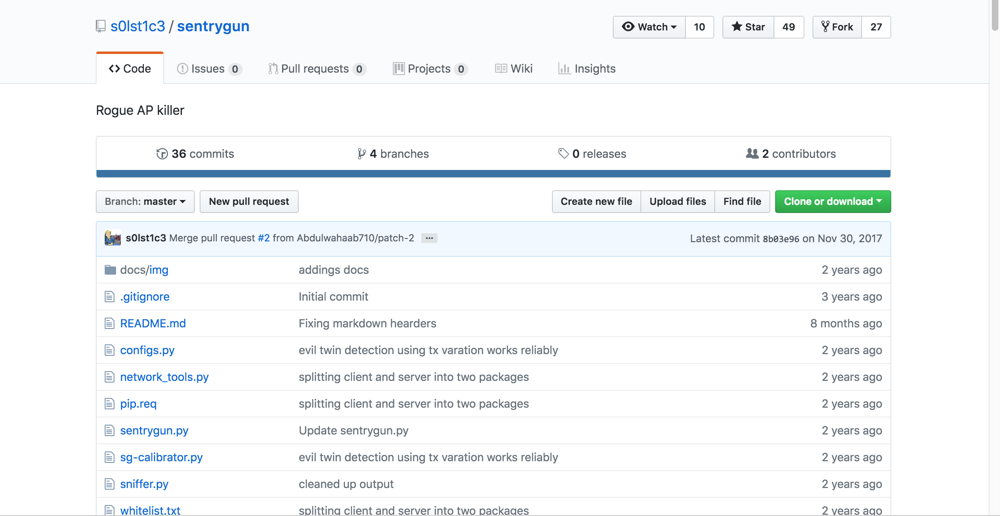 s0lst1c3 / sentrygun
Watch 10 Star 49 Fork 27
Code Issues 0 Pull requests 0 Projects 0 Wiki Insights
Rogue AP killer
36 commits 4 branches 0 releases 2 contributors
Branch: master New pull request Create new file Upload files Find file Clone or download
s0lst1c3 Merge pull request #2 from Abdulwahaab710/patch-2 ... Latest commit 8b03e96 on Nov 30, 2017
docs/img addings docs 2 years ago
.gitignore Initial commit 3 years ago
README.md Fixing markdown hearders 8 months ago
configs.py evil twin detection using tx varation works reliably 2 years ago
network_tools.py splitting client and server into two packages 2 years ago
pip.req splitting client and server into two packages 2 years ago
sentrygun.py Update sentrygun.py 2 years ago
sg-calibrator.py evil twin detection using tx varation works reliably 2 years ago
sniffer.py cleaned up output 2 years ago
whitelist.txt splitting client and server into two packages 2 years ago